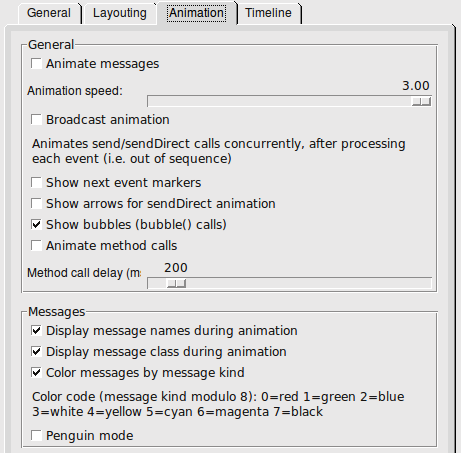 General Layouting Animation Timeline
General
Animate messages
Animation speed: 3.00
Broadcast animation
Animates send/sendDirect calls concurrently, after processing
each event (i.e. out of sequence)
Show next event markers
Show arrows for sendDirect animation
Show bubbles (bubble() calls)
Animate method calls
Method call delay (m 200
Messages
Display message names during animation
Display message class during animation
Color messages by message kind
Color code (message kind modulo 8): 0=red 1=green 2=blue
3=white 4=yellow 5=cyan 6=magenta 7=black
Penguin mode